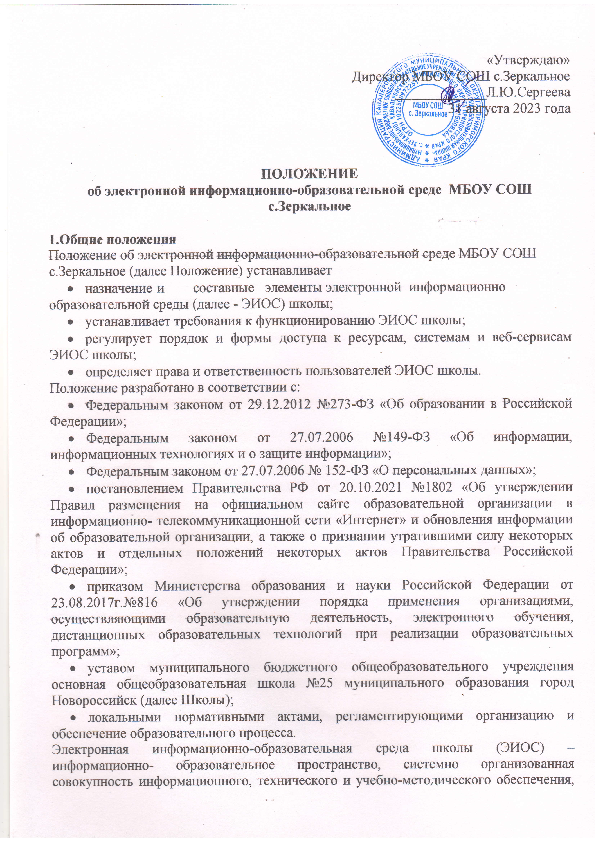 «Утверждаю»
Директор МБОУ СОШ с.Зеркальное
Л.Ю.Сергеева
31 августа 2023 года
МБОУ СОШ
с. Зеркальное
ПОЛОЖЕНИЕ
об электронной информационно-образовательной среде МБОУ СОШ
с.Зеркальное
1.Общие положения
Положение об электронной информационно-образовательной среде МБОУ СОШ
с.Зеркальное (далее Положение) устанавливает
• назначение и составные элементы электронной информационно
образовательной среды (далее - ЭИОС) школы;
• устанавливает требования к функционированию ЭИОС школы;
• регулирует порядок и формы доступа к ресурсам, системам и веб-сервисам
ЭИОС школы;
• определяет права и ответственность пользователей ЭИОС школы.
Положение разработано в соответствии с:
• Федеральным законом от 29.12.2012 №273-ФЗ «Об образовании в Российской
Федерации»;
• Федеральным законом от 27.07.2006 №149-ФЗ «Об информации,
информационных технологиях и о защите информации»;
• Федеральным законом от 27.07.2006 № 152-ФЗ «О персональных данных»;
• постановлением Правительства РФ от 20.10.2021 №1802 «Об утверждении
Правил размещения на официальном сайте образовательной организации в
информационно- телекоммуникационной сети «Интернет» и обновления информации
об образовательной организации, а также о признании утратившими силу некоторых
актов и отдельных положений некоторых актов Правительства Российской
Федерации»;
• приказом Министерства образования и науки Российской Федерации от
23.08.2017г.№816 «Об утверждении порядка применения организациями,
осуществляющими образовательную деятельность, электронного обучения,
дистанционных образовательных технологий при реализации образовательных
программ»;
• уставом муниципального бюджетного общеобразовательного учреждения
основная общеобразовательная школа №25 муниципального образования город
Новороссийск (далее Школы);
• локальными нормативными актами, регламентирующими организацию и
обеспечение образовательного процесса.
Электронная информационно-образовательная среда школы (ЭИОС) –
информационно- образовательное пространство, системно организованная
совокупность информационного, технического и учебно-методического обеспечения,